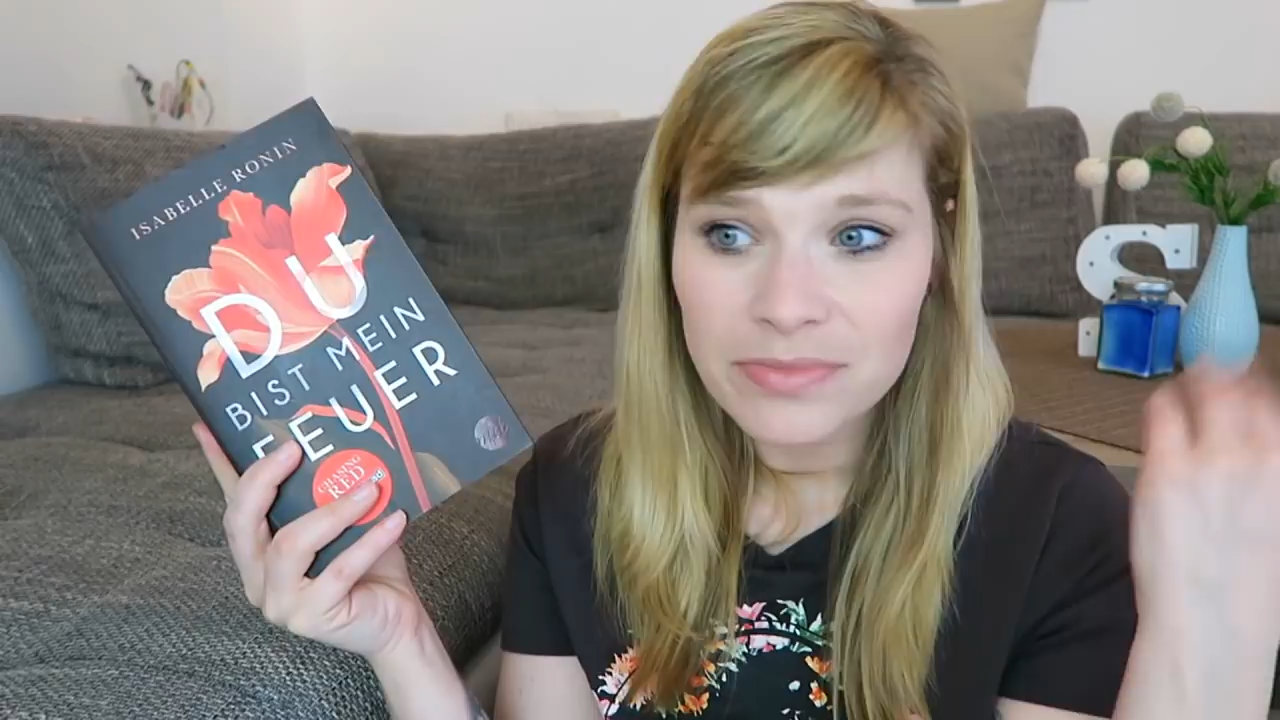 ISABELLE RONIN
DU
BIST MEIN
FEUER
CHASING
RED
S